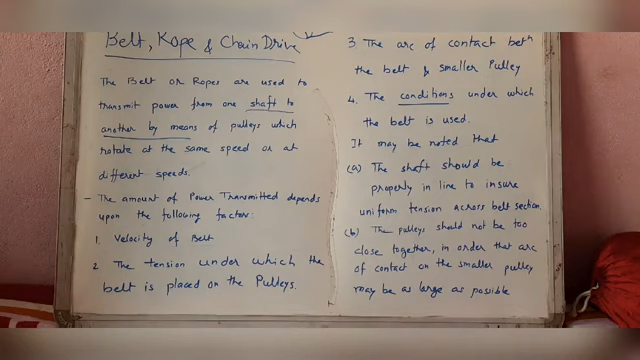 Belt, Rope & Chain Drive
The Belt or Ropes are used to
transmit power from one shaft to
another by means of pulleys which
rotate at the same speed or at
different speeds.
- The amount of Power Transmitted depends
upon the following factor:
1. Velocity of Belt
2 The tension under which the
belt is placed on the Pulleys.
3 The arc of contact betn
the belt & smaller Pulley
4. The conditions under which
the belt is used.
It may be noted that
(a) The shaft should be
properly in line to insure
uniform tension across belt section.
(b) The pulleys should not be too
close together, in order that arc
of contact on the smaller pulley
may be as large as possible